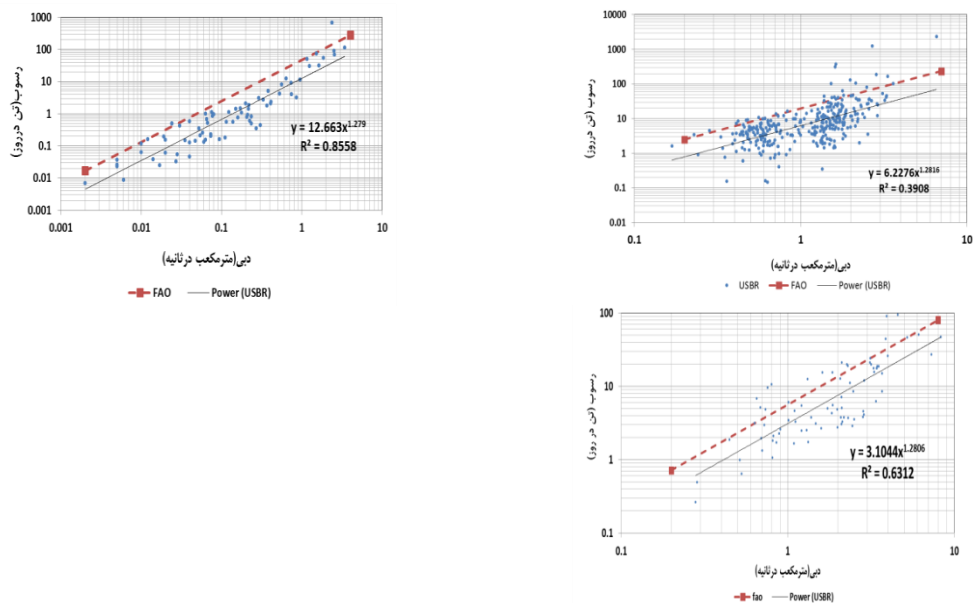 1000
100
10
1
0.1
0.01
0.001
0.001
0.01
0.1
1
10
رسوب(تن درروز)
y = 12.663x^1.279
R² = 0.8558
دبی(مترمکعب درثانیه)
FAO
Power (USBR)
10000
1000
100
10
1
0.1
0.01
0.1
1
10
رسوب (تن درروز)
y = 6.2276x^1.2816
R² = 0.3908
دبی(مترمکعب درثانیه)
USBR
FAO
Power (USBR)
100
10
1
0.1
0.1
1
10
رسوب (تن در روز)
y = 3.1044x^1.2806
R² = 0.6312
دبی(مترمکعب درثانیه)
fao
Power (USBR)